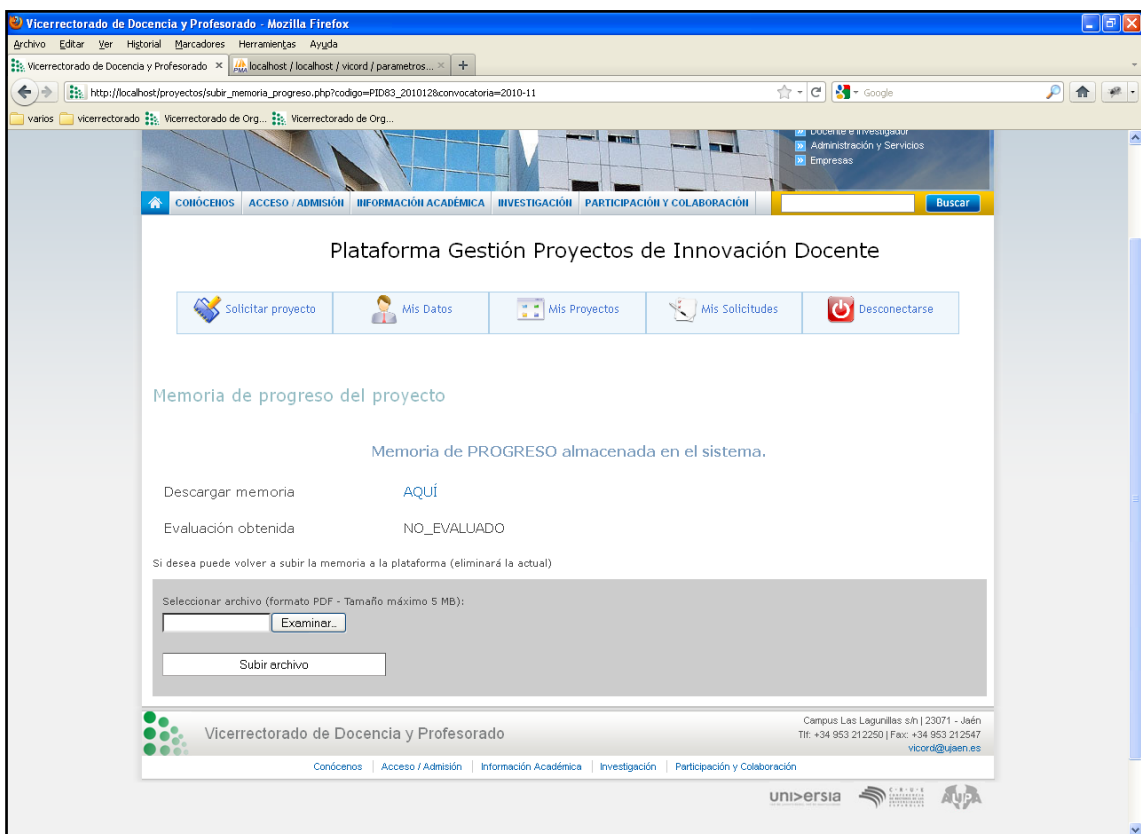 Vicerrectorado de Docencia y Profesorado - Mozilla Firefox
Archivo Editar Ver Historial Marcadores Herramientas Ayuda
Vicerrectorado de Docencia y Profesorado × localhost / localhost / vicord / parametros... × +
http://localhost/proyectos/subir_memoria_progreso.php?codigo=PID83_201012&convocatoria=2010-11 Google
varios vicerrectorado Vicerrectorado de Org... Vicerrectorado de Org...
Docente e Investigador
Administración y Servicios
Empresas
CONÓCENOS ACCESO / ADMISIÓN INFORMACIÓN ACADÉMICA INVESTIGACIÓN PARTICIPACIÓN Y COLABORACIÓN Buscar
Plataforma Gestión Proyectos de Innovación Docente
Solicitar proyecto Mis Datos Mis Proyectos Mis Solicitudes Desconectarse
Memoria de progreso del proyecto
Memoria de PROGRESO almacenada en el sistema.
Descargar memoria AQUÍ
Evaluación obtenida NO_EVALUADO
Si desea puede volver a subir la memoria a la plataforma (eliminará la actual)
Seleccionar archivo (formato PDF - Tamaño máximo 5 MB):
Examinar...
Subir archivo
Vicerrectorado de Docencia y Profesorado
Campus Las Lagunillas s/n | 23071 - Jaén
Tlf: +34 953 212250 | Fax: +34 953 212547
vicord@ujaen.es
Conócenos Acceso / Admisión Información Académica Investigación Participación y Colaboración
uni>ersia C·R·U·E AUPA